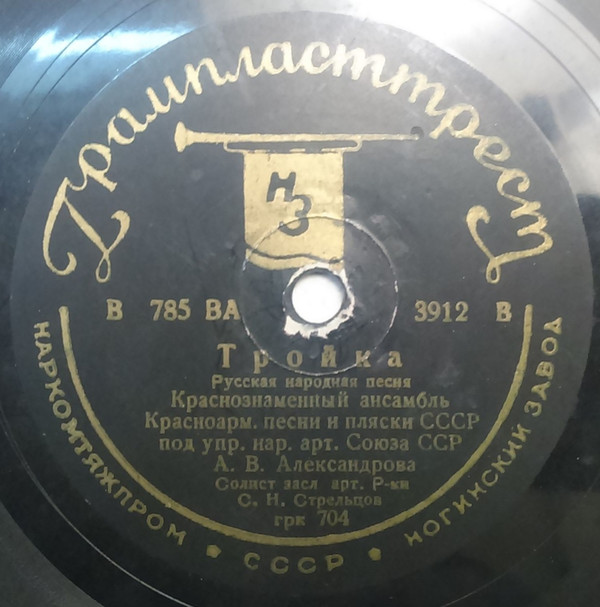 Грампласттрест
НЗ
В 785 ВА 3912 В
Тройка
Русская народная песня
Краснознаменный ансамбль
Красноарм. песни и пляски СССР
под упр. нар. арт. Союза ССР
А. В. Александрова
Солист засл арт. Р-ки
С. Н. Стрельцов
грк 704
НАРКОМТЯЖПРОМ • СССР • НОГИНСКИЙ ЗАВОД